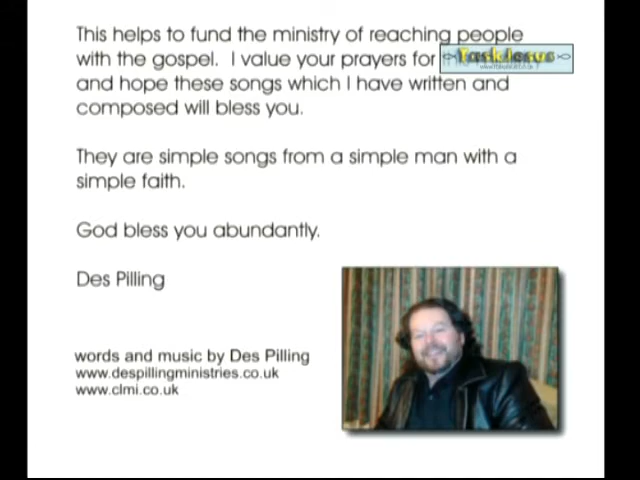 This helps to fund the ministry of reaching people
with the gospel. I value your prayers for
TaskJesus
and hope these songs which I have written and
composed will bless you.
They are simple songs from a simple man with a
simple faith.
God bless you abundantly.
Des Pilling
words and music by Des Pilling
www.despillingministries.co.uk
www.clmi.co.uk